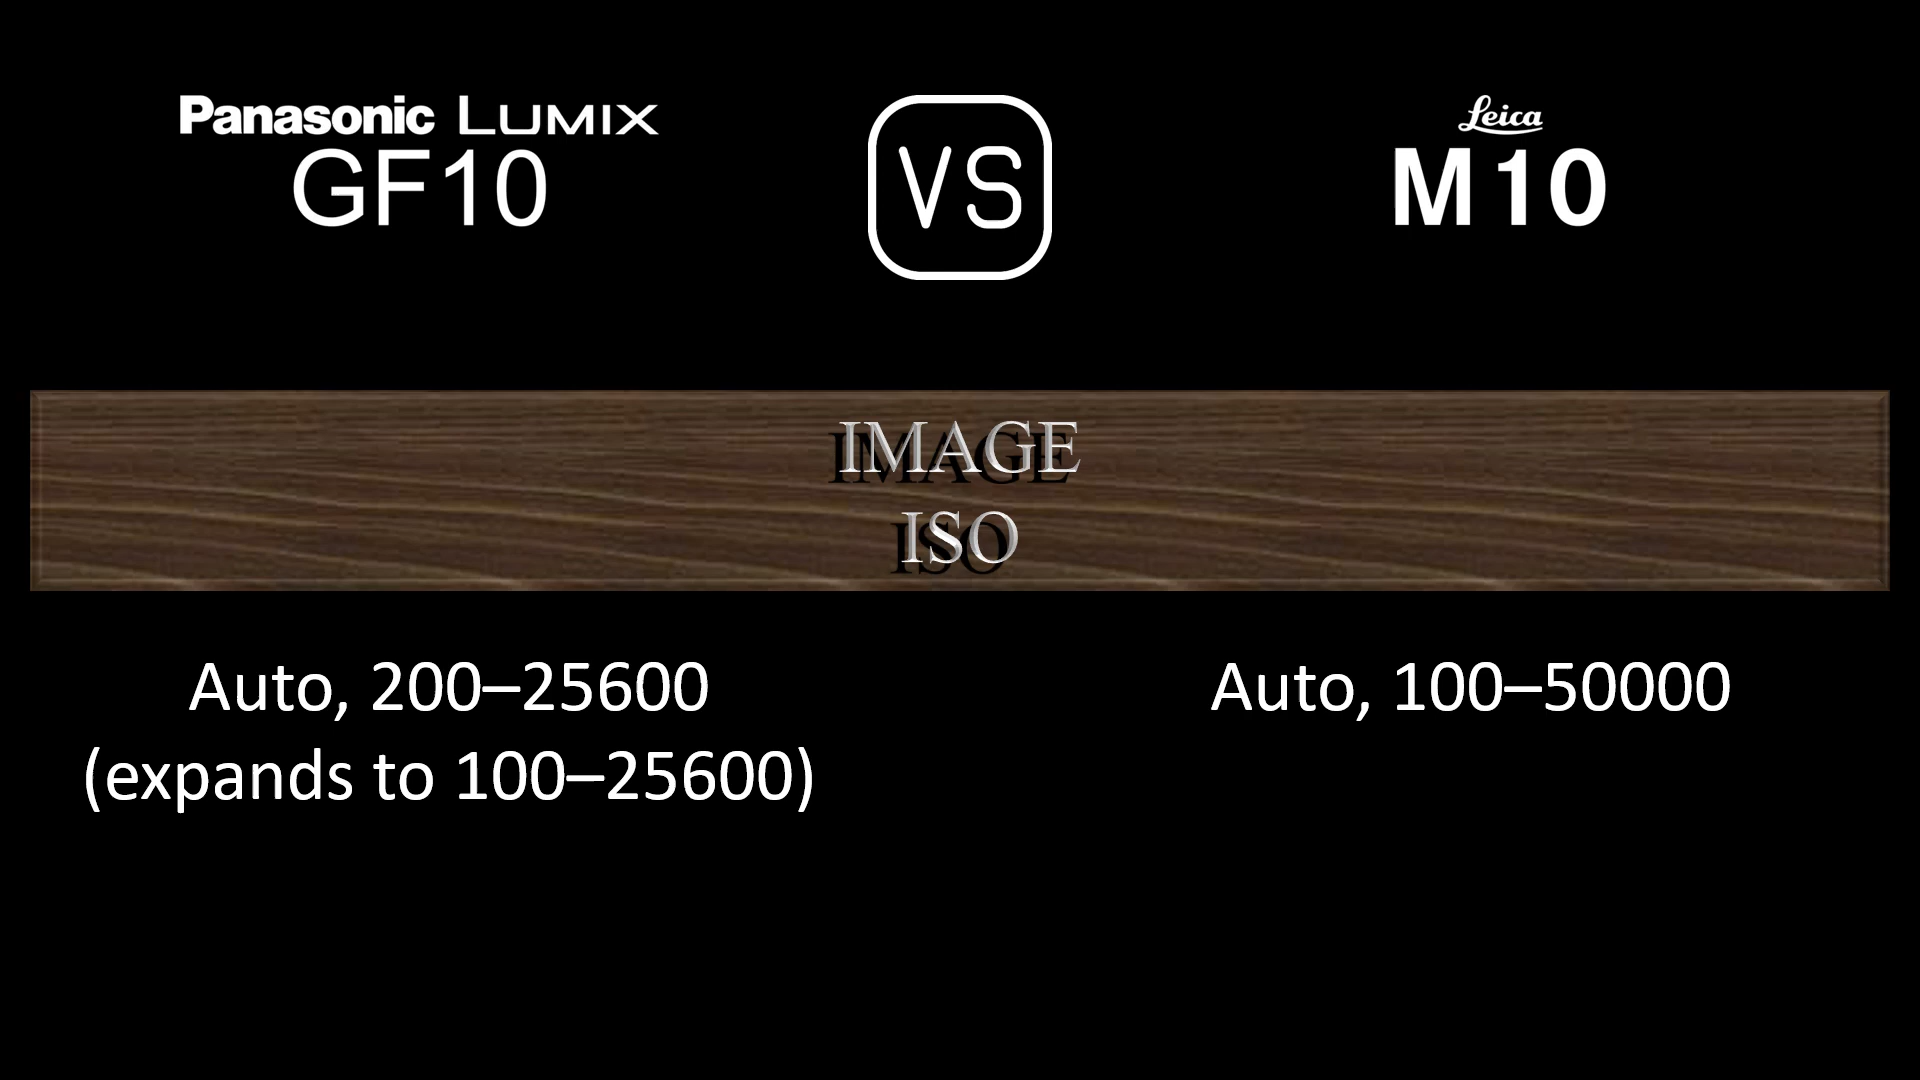 Panasonic LUMIX
GF10
VS
Leica
M10
IMAGE
ISO
Auto, 200–25600
(expands to 100–25600)
Auto, 100–50000